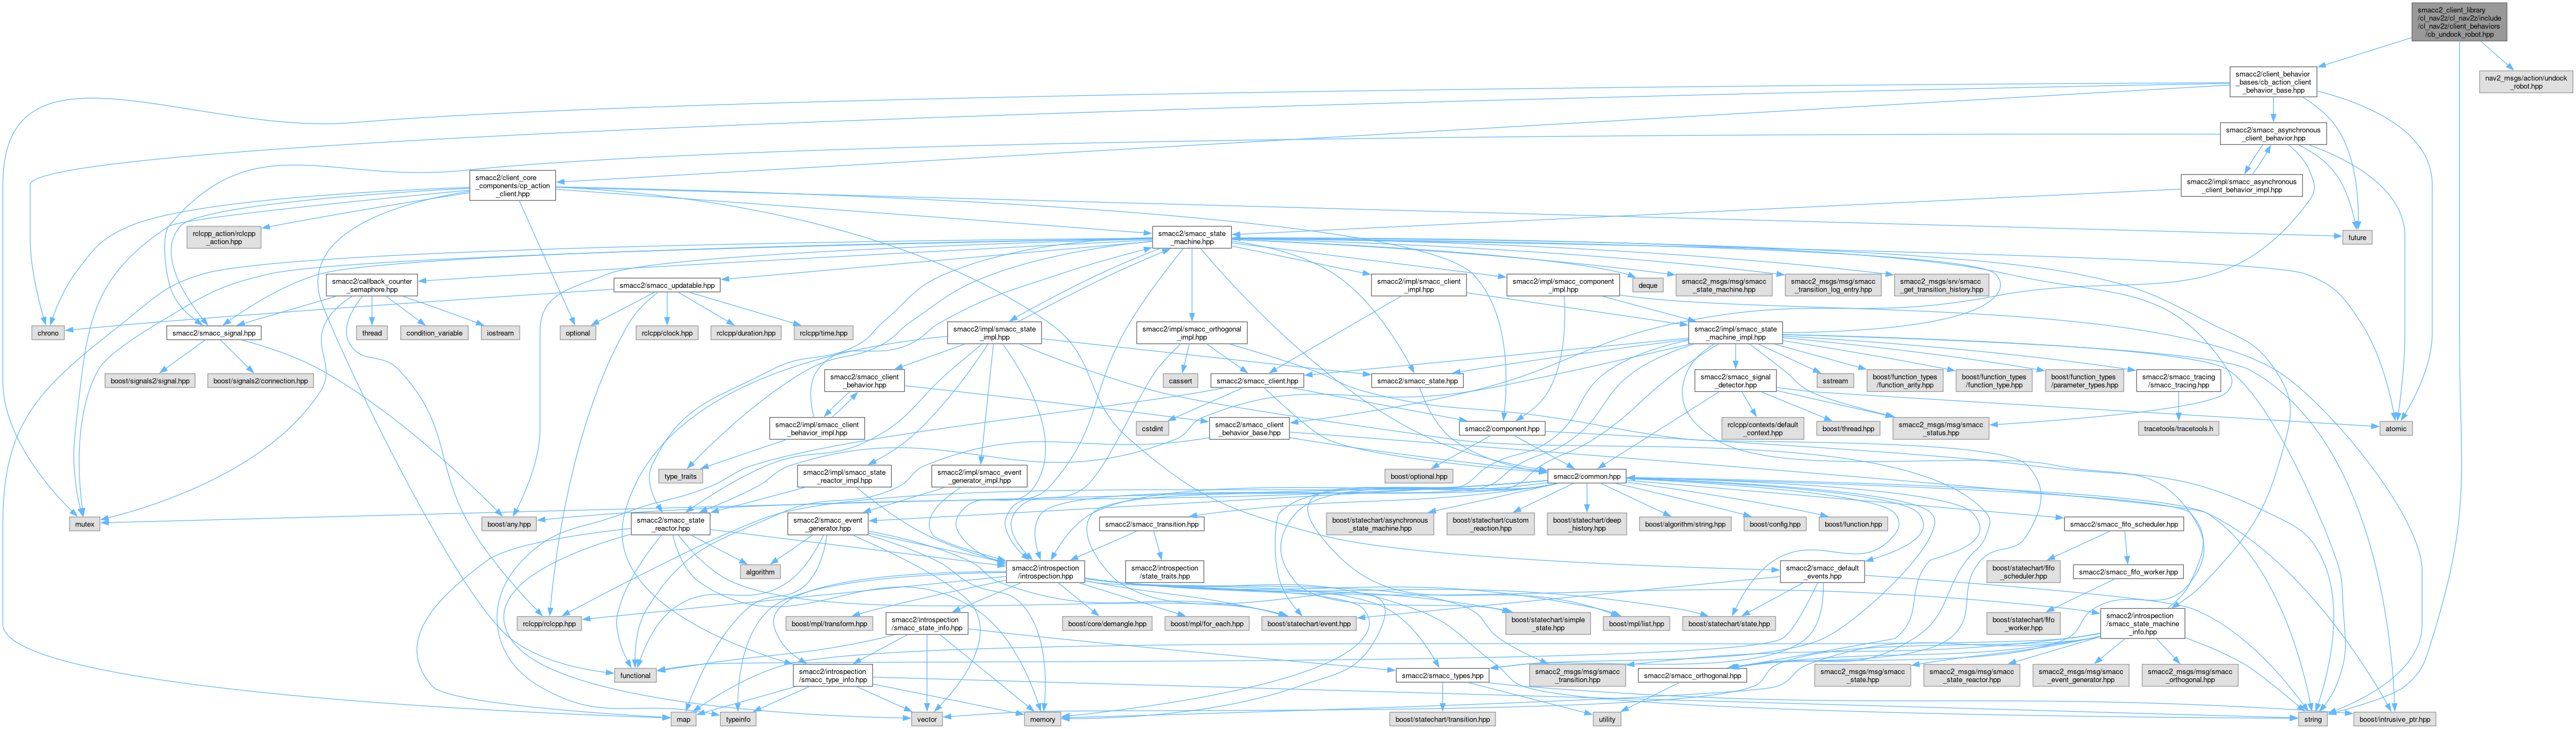 smacc2_client_library
/cl_nav2z/cl_nav2z/include
/cl_nav2z/client_behaviors
/cb_undock_robot.hpp
smacc2/client_behavior
_bases/cb_action_client
_behavior_base.hpp
nav2_msgs/action/undock
_robot.hpp
smacc2/smacc_asynchronous
_client_behavior.hpp
smacc2/client_core
_components/cp_action
_client.hpp
smacc2/impl/smacc_asynchronous
_client_behavior_impl.hpp
rclcpp_action/rclcpp
_action.hpp
smacc2/smacc_state
_machine.hpp
future
smacc2/callback_counter
_semaphore.hpp
smacc2/smacc_updatable.hpp
smacc2/impl/smacc_client
_impl.hpp
smacc2/impl/smacc_component
_impl.hpp
deque
smacc2_msgs/msg/smacc
_state_machine.hpp
smacc2_msgs/msg/smacc
_transition_log_entry.hpp
smacc2_msgs/srv/smacc
_get_transition_history.hpp
chrono
smacc2/smacc_signal.hpp
thread
condition_variable
iostream
optional
rclcpp/clock.hpp
rclcpp/duration.hpp
rclcpp/time.hpp
smacc2/impl/smacc_state
_impl.hpp
smacc2/impl/smacc_orthogonal
_impl.hpp
smacc2/impl/smacc_state
_machine_impl.hpp
boost/signals2/signal.hpp
boost/signals2/connection.hpp
smacc2/smacc_client
_behavior.hpp
cassert
smacc2/smacc_client.hpp
smacc2/smacc_state.hpp
smacc2/smacc_signal
_detector.hpp
sstream
boost/function_types
/function_arity.hpp
boost/function_types
/function_type.hpp
boost/function_types
/parameter_types.hpp
smacc2/smacc_tracing
/smacc_tracing.hpp
smacc2/impl/smacc_client
_behavior_impl.hpp
cstdint
smacc2/smacc_client
_behavior_base.hpp
smacc2/component.hpp
rclcpp/contexts/default
_context.hpp
boost/thread.hpp
smacc2_msgs/msg/smacc
_status.hpp
tracetools/tracetools.h
atomic
type_traits
smacc2/impl/smacc_state
_reactor_impl.hpp
smacc2/impl/smacc_event
_generator_impl.hpp
boost/optional.hpp
smacc2/common.hpp
mutex
boost/any.hpp
smacc2/smacc_state
_reactor.hpp
smacc2/smacc_event
_generator.hpp
smacc2/smacc_transition.hpp
boost/statechart/asynchronous
_state_machine.hpp
boost/statechart/custom
_reaction.hpp
boost/statechart/deep
_history.hpp
boost/algorithm/string.hpp
boost/config.hpp
boost/function.hpp
smacc2/smacc_fifo_scheduler.hpp
algorithm
smacc2/introspection
/introspection.hpp
smacc2/introspection
/state_traits.hpp
smacc2/smacc_default
_events.hpp
boost/statechart/fifo
_scheduler.hpp
smacc2/smacc_fifo_worker.hpp
rclcpp/rclcpp.hpp
boost/mpl/transform.hpp
smacc2/introspection
/smacc_state_info.hpp
boost/core/demangle.hpp
boost/mpl/for_each.hpp
boost/statechart/event.hpp
boost/statechart/simple
_state.hpp
boost/mpl/list.hpp
boost/statechart/state.hpp
boost/statechart/fifo
_worker.hpp
smacc2/introspection
/smacc_state_machine
_info.hpp
functional
smacc2/introspection
/smacc_type_info.hpp
smacc2/smacc_types.hpp
smacc2_msgs/msg/smacc
_transition.hpp
smacc2/smacc_orthogonal.hpp
smacc2_msgs/msg/smacc
_state.hpp
smacc2_msgs/msg/smacc
_state_reactor.hpp
smacc2_msgs/msg/smacc
_event_generator.hpp
smacc2_msgs/msg/smacc
_orthogonal.hpp
map
typeinfo
vector
memory
boost/statechart/transition.hpp
utility
string
boost/intrusive_ptr.hpp